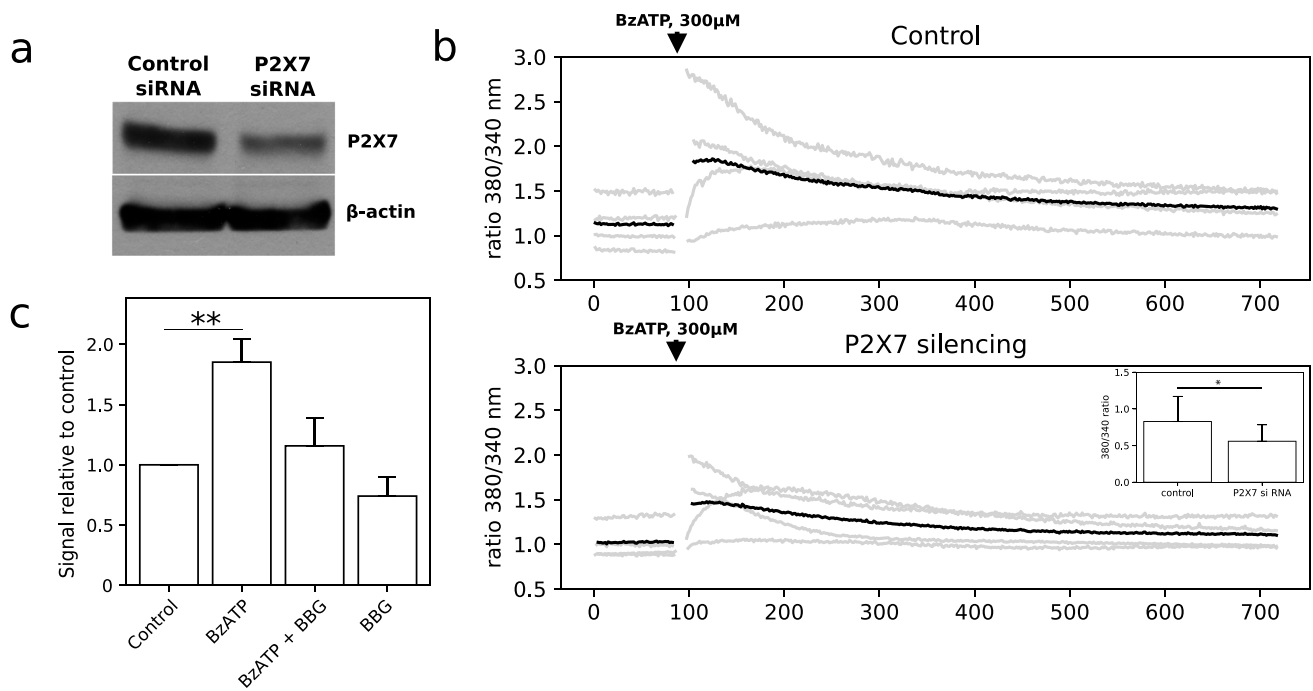 a
Control
siRNA
P2X7
siRNA
P2X7
β-actin
b
BzATP, 300µM
Control
ratio 380/340 nm
3.0
2.5
2.0
1.5
1.0
0.5
0 100 200 300 400 500 600 700
BzATP, 300µM
P2X7 silencing
ratio 380/340 nm
3.0
2.5
2.0
1.5
1.0
0.5
0 100 200 300 400 500 600 700
380/340 ratio
1.5
1.0
0.5
0.0
*
control P2X7 si RNA
c
Signal relative to control
2.0
1.5
1.0
0.5
0
**
Control
BzATP
BzATP + BBG
BBG